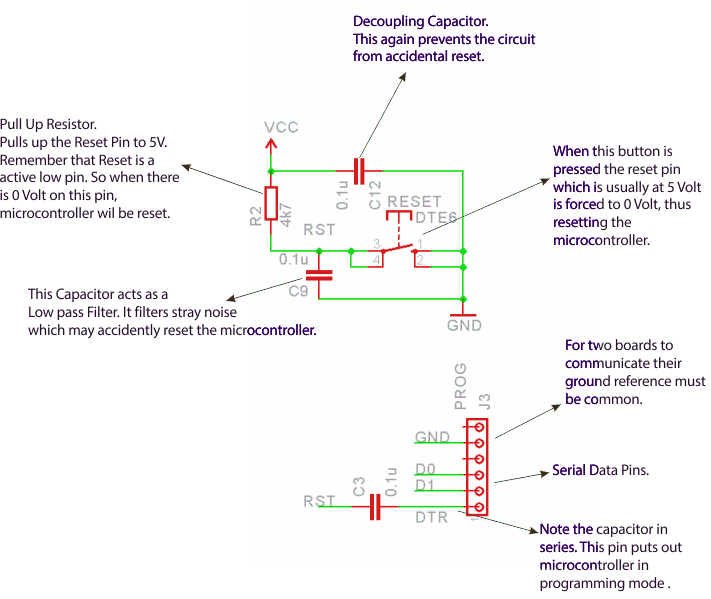 Decoupling Capacitor.
This again prevents the circuit
from accidental reset.
Pull Up Resistor.
Pulls up the Reset Pin to 5V.
Remember that Reset is a
active low pin. So when there
is 0 Volt on this pin,
microcontroller wil be reset.
VCC
When this button is
pressed the reset pin
which is usually at 5 Volt
is forced to 0 Volt, thus
resetting the
microcontroller.
0.1u
C12
RESET
DTE6
R2
4k7
RST
3
1
4
2
0.1u
C9
This Capacitor acts as a
Low pass Filter. It filters stray noise
which may accidently reset the microcontroller.
GND
For two boards to
communicate their
ground reference must
be common.
PROG
J3
GND
D0
D1
Serial Data Pins.
C3
0.1u
RST
DTR
1
Note the capacitor in
series. This pin puts out
microcontroller in
programming mode .